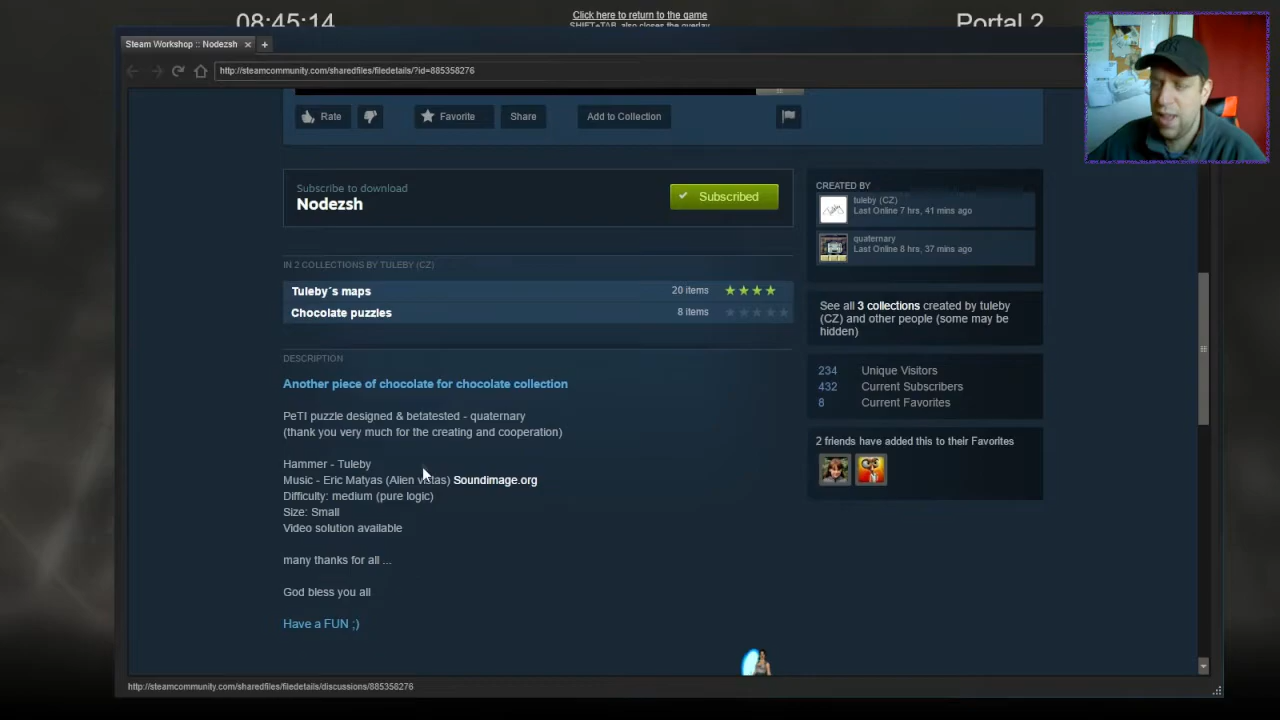 08:45:14
Click here to return to the game
SHIFT+TAB also closes the overlay
Portal 2
Steam Workshop :: Nodezsh
http://steamcommunity.com/sharedfiles/filedetails/?id=885358276
Rate
Favorite
Share
Add to Collection
Subscribe to download
Nodezsh
Subscribed
IN 2 COLLECTIONS BY TULEBY (CZ)
Tuleby´s maps
20 items
Chocolate puzzles
8 items
DESCRIPTION
Another piece of chocolate for chocolate collection
PeTI puzzle designed & betatested - quaternary
(thank you very much for the creating and cooperation)
Hammer - Tuleby
Music - Eric Matyas (Alien vistas) Soundimage.org
Difficulty: medium (pure logic)
Size: Small
Video solution available
many thanks for all ...
God bless you all
Have a FUN ;)
CREATED BY
tuleby (CZ)
Last Online 7 hrs, 41 mins ago
quaternary
Last Online 8 hrs, 37 mins ago
See all 3 collections created by tuleby
(CZ) and other people (some may be
hidden)
234 Unique Visitors
432 Current Subscribers
8 Current Favorites
2 friends have added this to their Favorites
http://steamcommunity.com/sharedfiles/filedetails/discussions/885358276